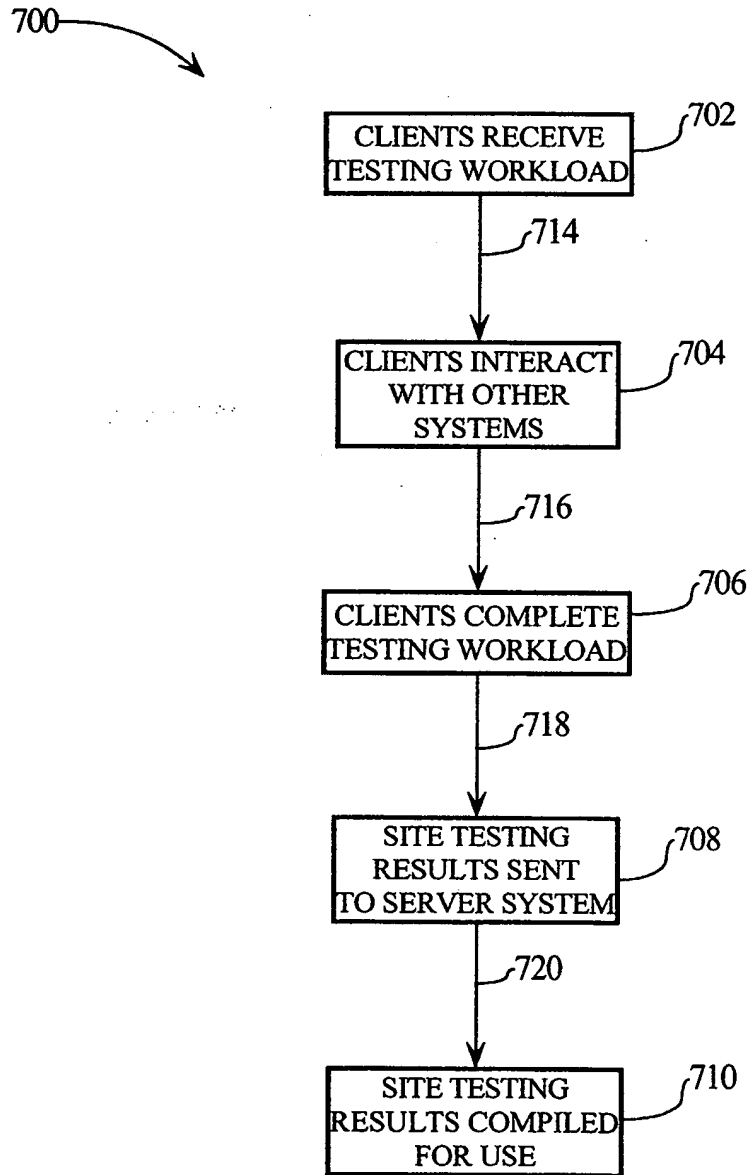 700
702
CLIENTS RECEIVE
TESTING WORKLOAD
714
CLIENTS INTERACT
WITH OTHER
SYSTEMS
704
716
CLIENTS COMPLETE
TESTING WORKLOAD
706
718
SITE TESTING
RESULTS SENT
TO SERVER SYSTEM
708
720
SITE TESTING
RESULTS COMPILED
FOR USE
710